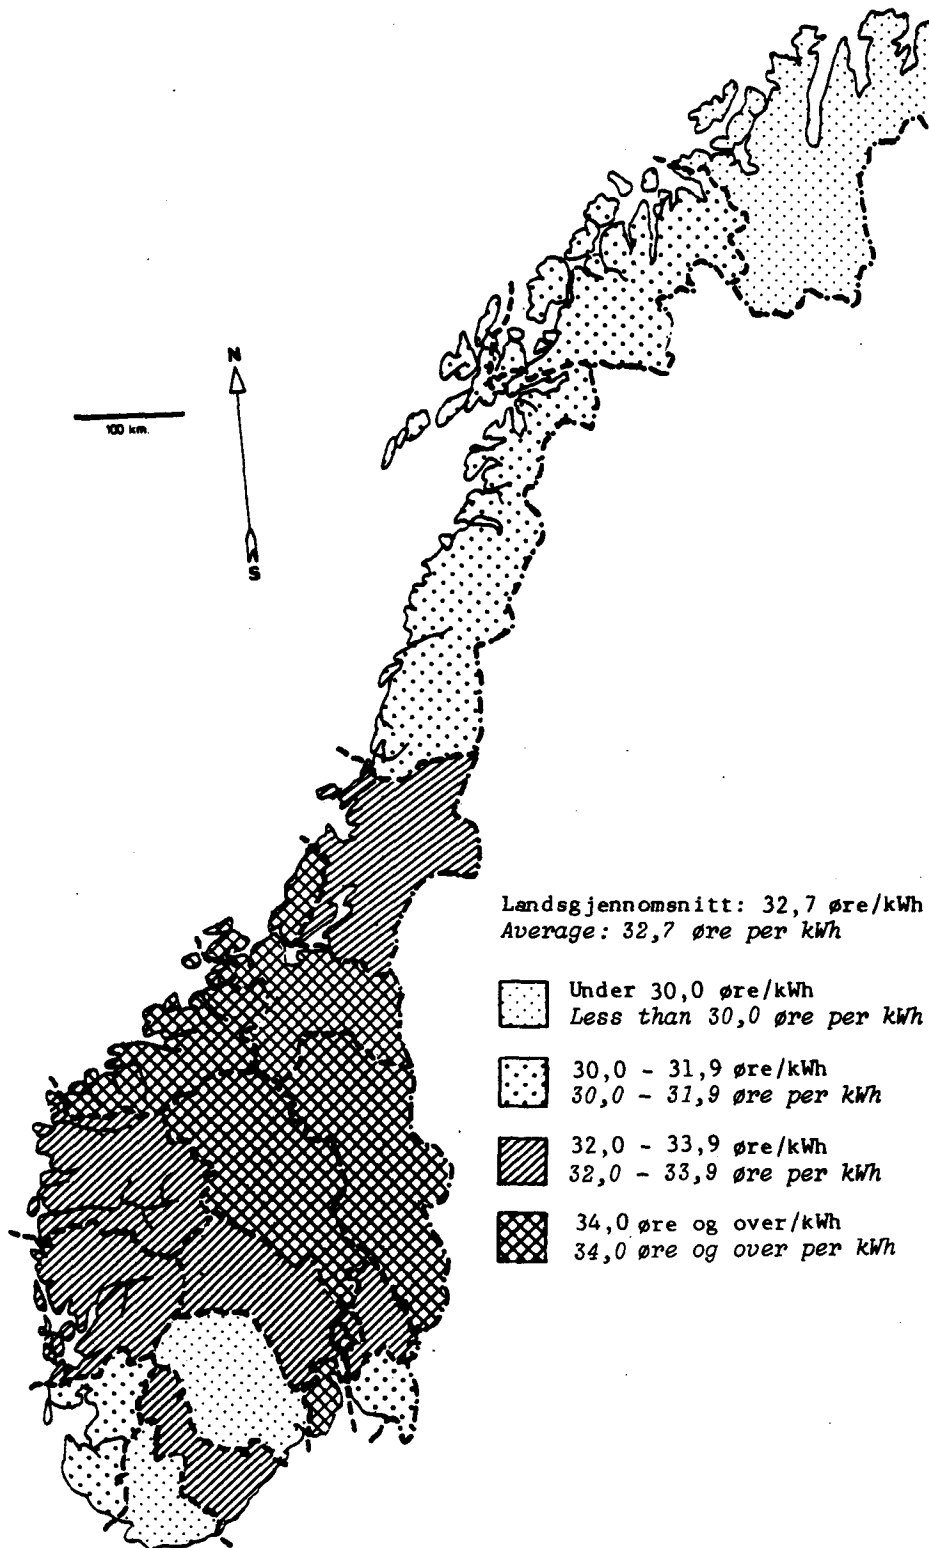 N
100 km.
S
Landsgjennomsnitt: 32,7 øre/kWh
Average: 32,7 øre per kWh
Under 30,0 øre/kWh
Less than 30,0 øre per kWh
30,0 - 31,9 øre/kWh
30,0 - 31,9 øre per kWh
32,0 - 33,9 øre/kWh
32,0 - 33,9 øre per kWh
34,0 øre og over/kWh
34,0 øre og over per kWh